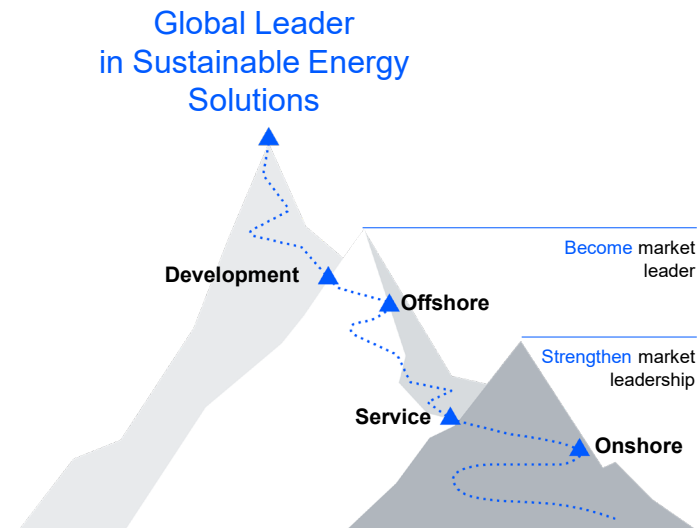 Global Leader
in Sustainable Energy
Solutions
Become market
leader
Development
Offshore
Strengthen market
leadership
Service
Onshore